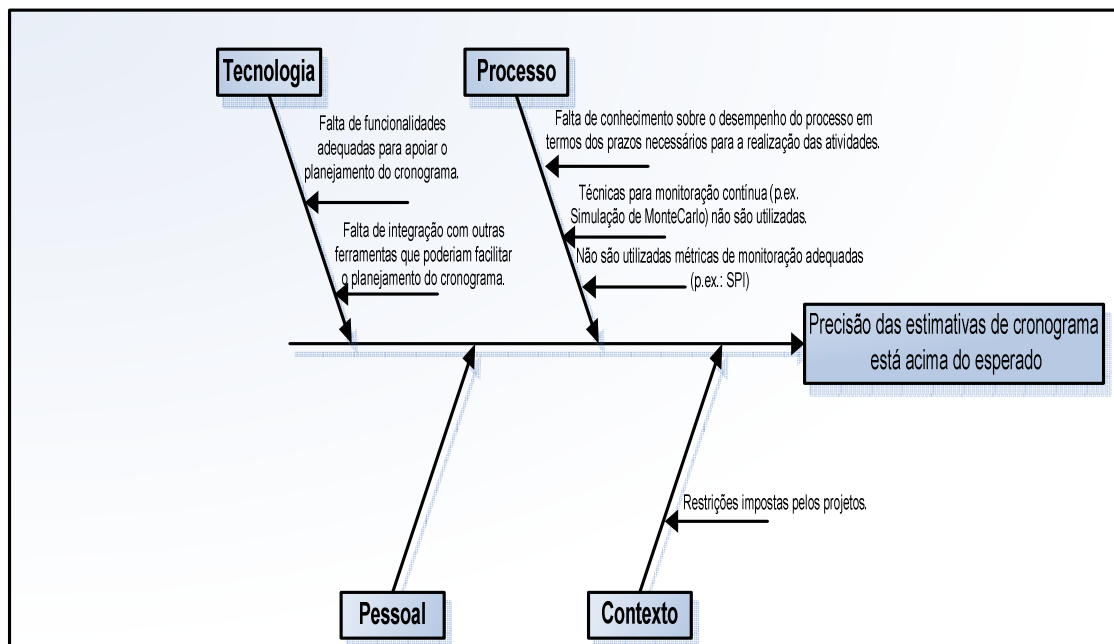 Tecnologia
Processo
Falta de funcionalidades
adequadas para apoiar o
planejamento do cronograma.
Falta de integração com outras
ferramentas que poderiam facilitar
o planejamento do cronograma.
Falta de conhecimento sobre o desempenho do processo em
termos dos prazos necessários para a realização das atividades.
Técnicas para monitoração contínua (p.ex.
Simulação de MonteCarlo) não são utilizadas.
Não são utilizadas métricas de monitoração adequadas
(p.ex.: SPI)
Precisão das estimativas de cronograma
está acima do esperado
Restrições impostas pelos projetos.
Pessoal
Contexto